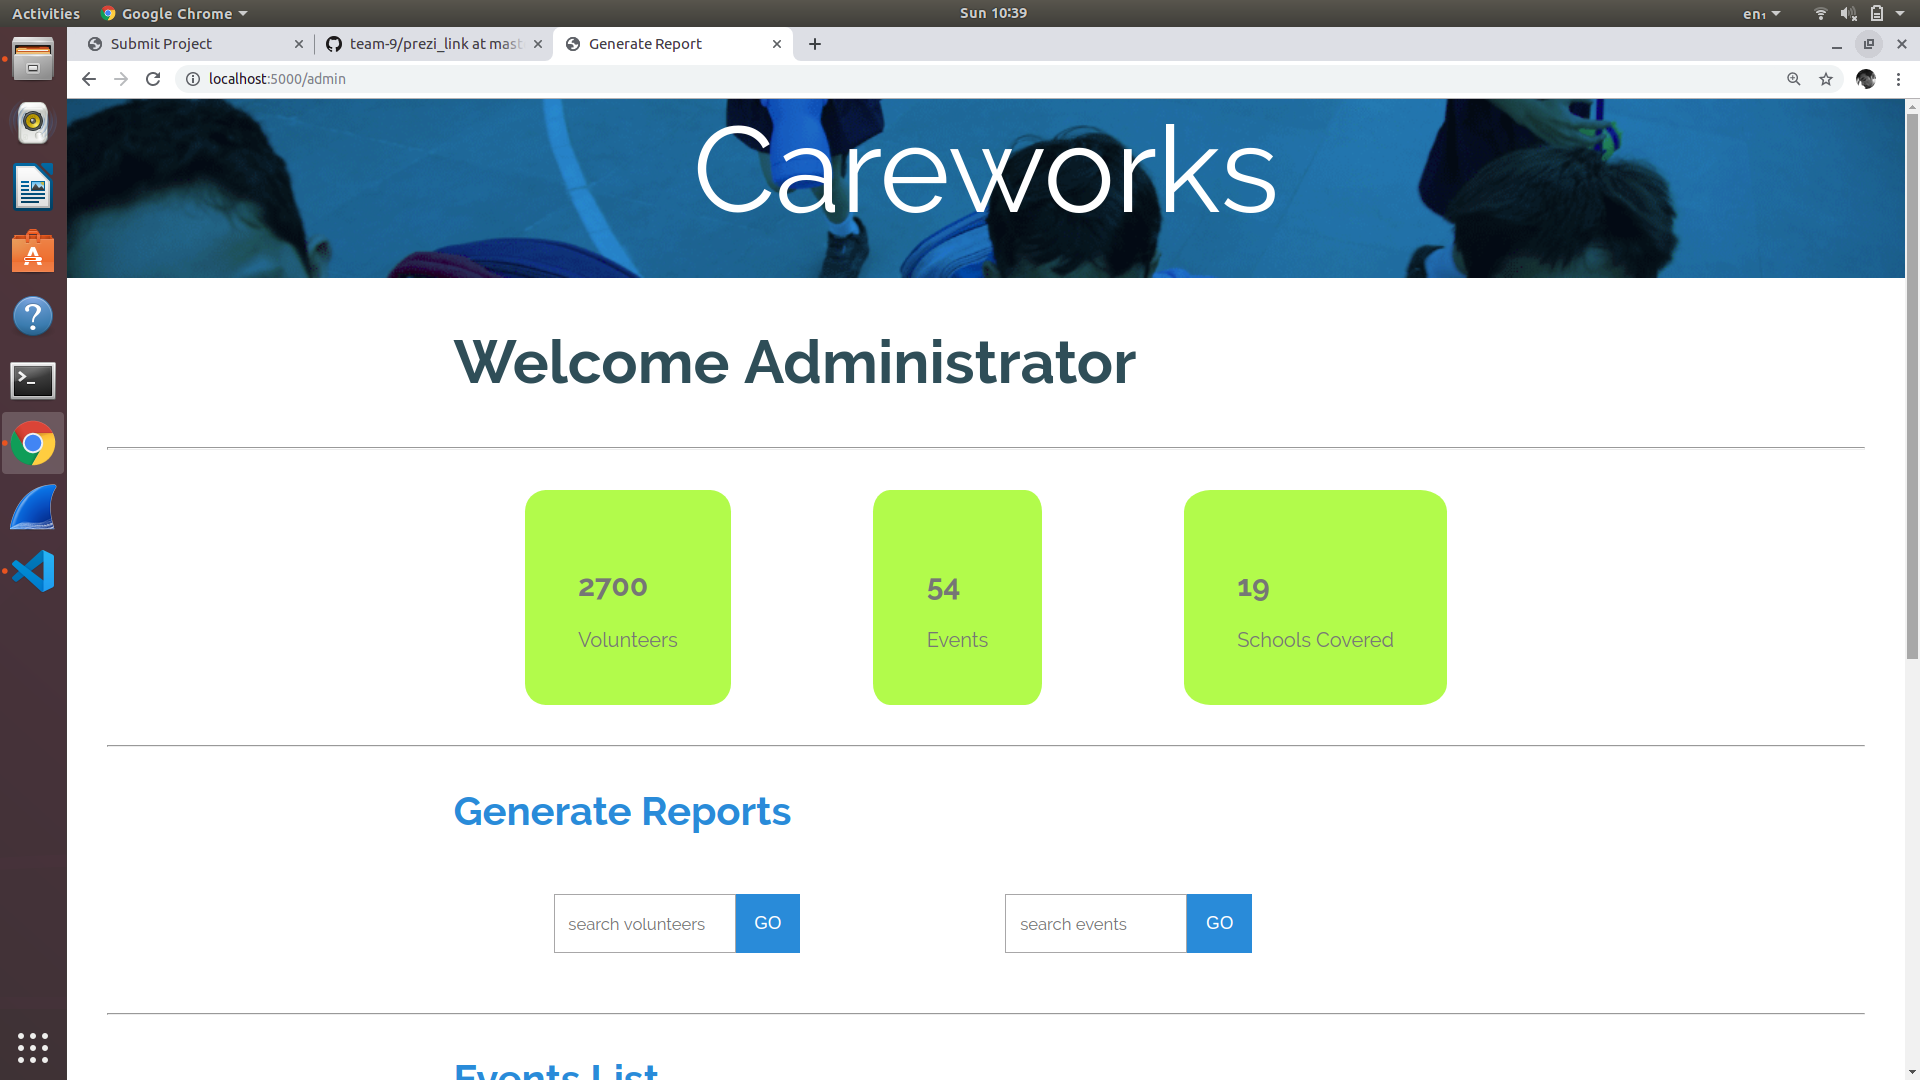 Activities Google Chrome Sun 10:39 en₁
Submit Project team-9/prezi_link at mast Generate Report
localhost:5000/admin
Careworks
Welcome Administrator
2700 54 19
Volunteers Events Schools Covered
Generate Reports
search volunteers GO search events GO
Events List